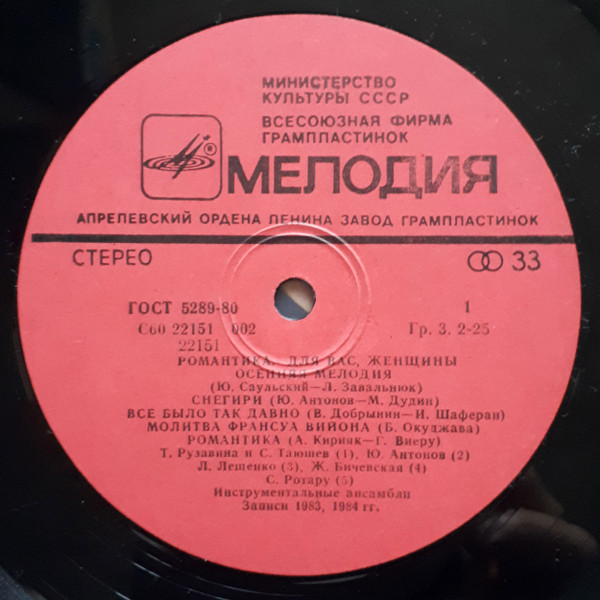 МИНИСТЕРСТВО
КУЛЬТУРЫ СССР
ВСЕСОЮЗНАЯ ФИРМА
ГРАМПЛАСТИНОК
®
МЕЛОДИЯ
АПРЕЛЕВСКИЙ ОРДЕНА ЛЕНИНА ЗАВОД ГРАМПЛАСТИНОК
СТЕРЕО 33
ГОСТ 5289-80 1
С60 22151 002 Гр. 3. 2-25
22151
РОМАНТИКА. ДЛЯ ВАС, ЖЕНЩИНЫ
ОСЕННЯЯ МЕЛОДИЯ
(Ю. Саульский—Л. Завальнюк)
СНЕГИРИ (Ю. Антонов—М. Дудин)
ВСЕ БЫЛО ТАК ДАВНО (В. Добрынин—И. Шаферан)
МОЛИТВА ФРАНСУА ВИЙОНА (Б. Окуджава)
РОМАНТИКА (А. Кирияк—Г. Виеру)
Т. Рузавина и С. Таюшев (1), Ю. Антонов (2)
Л. Лещенко (3), Ж. Бичевская (4)
С. Ротару (5)
Инструментальные ансамбли
Записи 1983, 1984 гг.